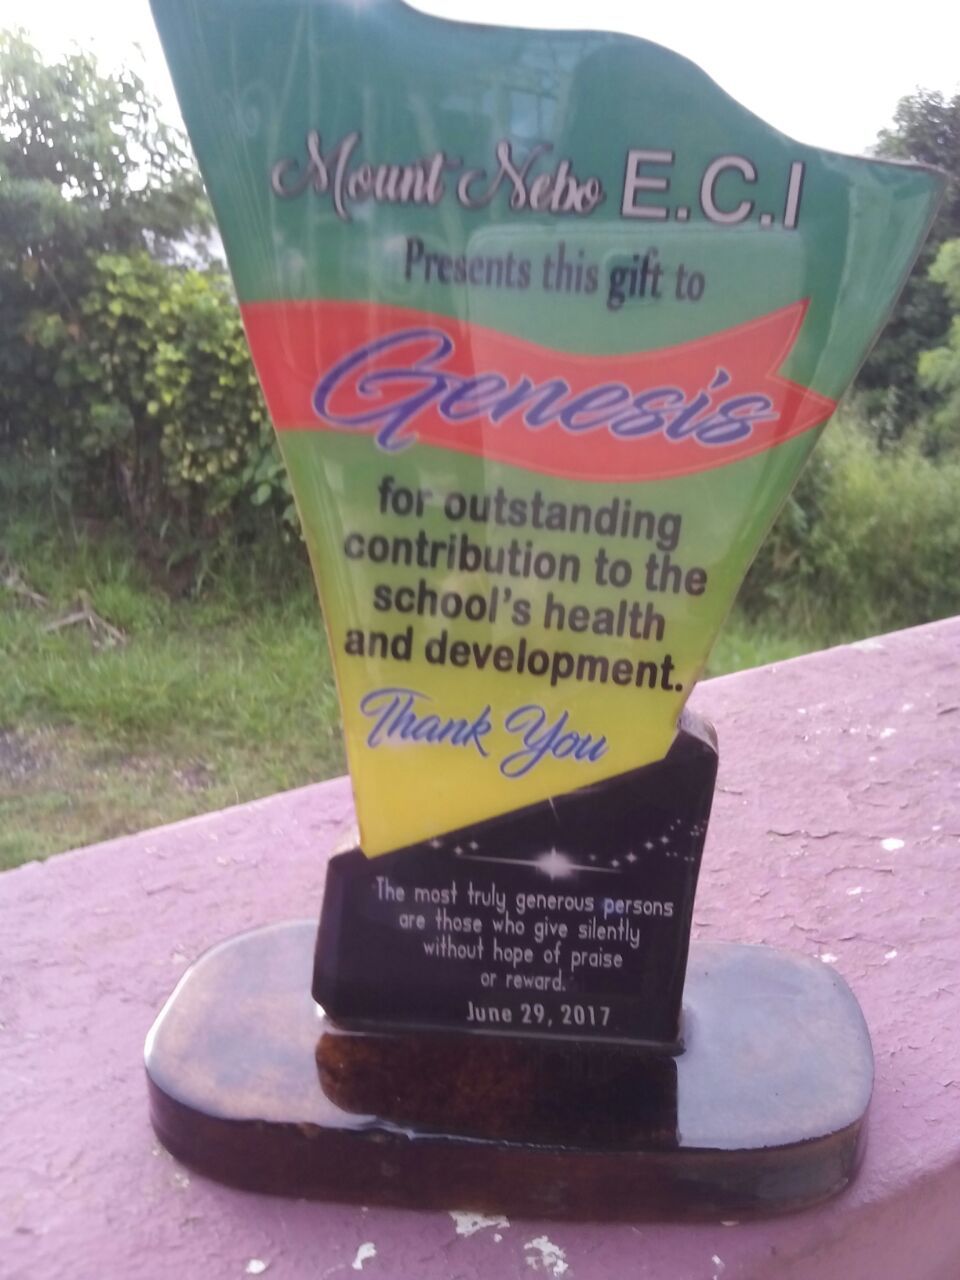 Mount Nebo E.C.I
Presents this gift to
Genesis
for outstanding
contribution to the
school's health
and development.
Thank You
The most truly generous persons
are those who give silently
without hope of praise
or reward.
June 29, 2017